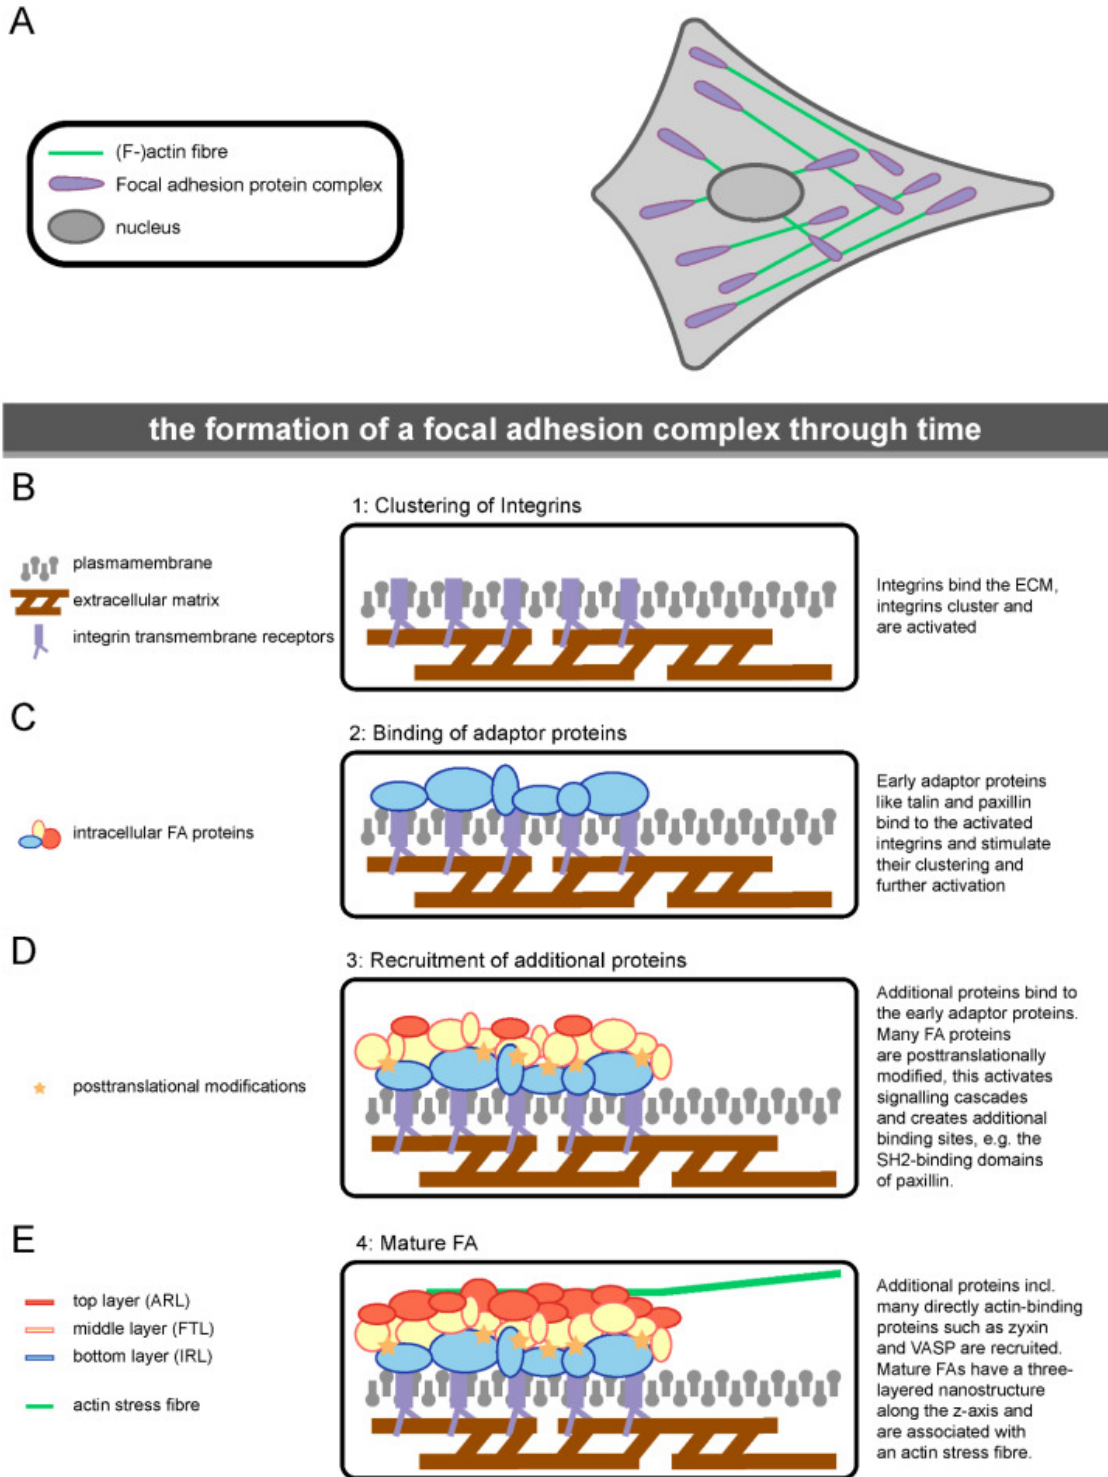 A
(F-)actin fibre
Focal adhesion protein complex
nucleus
the formation of a focal adhesion complex through time
B
1: Clustering of Integrins
plasmamembrane
extracellular matrix
integrin transmembrane receptors
Integrins bind the ECM,
integrins cluster and
are activated
C
2: Binding of adaptor proteins
intracellular FA proteins
Early adaptor proteins
like talin and paxillin
bind to the activated
integrins and stimulate
their clustering and
further activation
D
3: Recruitment of additional proteins
posttranslational modifications
Additional proteins bind to
the early adaptor proteins.
Many FA proteins
are posttranslationally
modified, this activates
signalling cascades
and creates additional
binding sites, e.g. the
SH2-binding domains
of paxillin.
E
4: Mature FA
top layer (ARL)
middle layer (FTL)
bottom layer (IRL)
actin stress fibre
Additional proteins incl.
many directly actin-binding
proteins such as zyxin
and VASP are recruited.
Mature FAs have a three-
layered nanostructure
along the z-axis and
are associated with
an actin stress fibre.